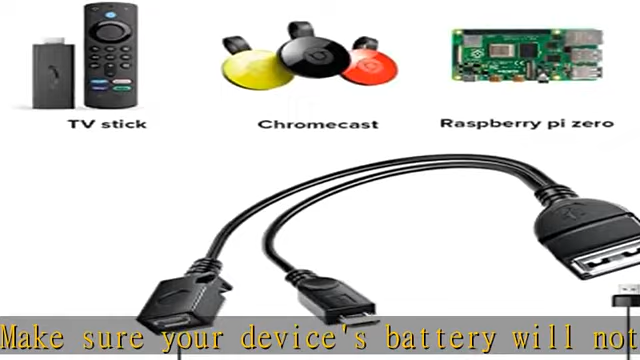 TV stick
Chromecast
Raspberry pi zero
Make sure your device's battery will not